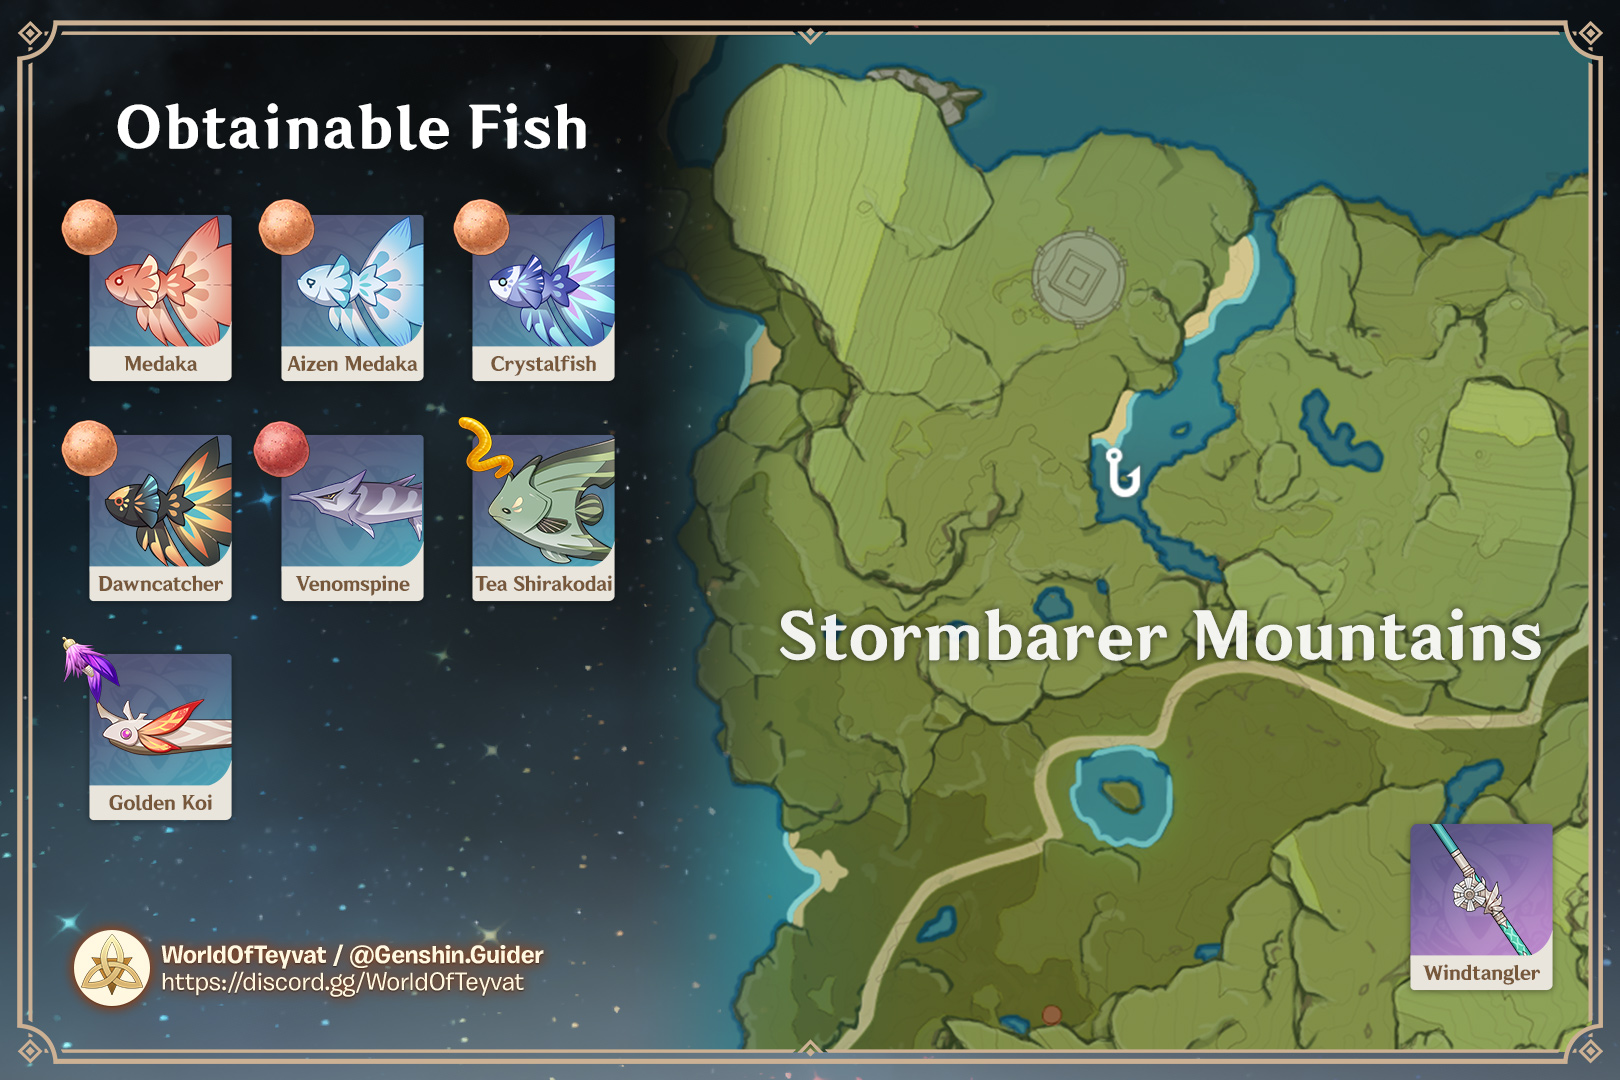 Obtainable Fish
Medaka
Aizen Medaka
Crystalfish
Dawncatcher
Venomspine
Tea Shirakodai
Golden Koi
Stormbarer Mountains
Windtangler
WorldOfTeyvat / @Genshin.Guider
https://discord.gg/WorldOfTeyvat